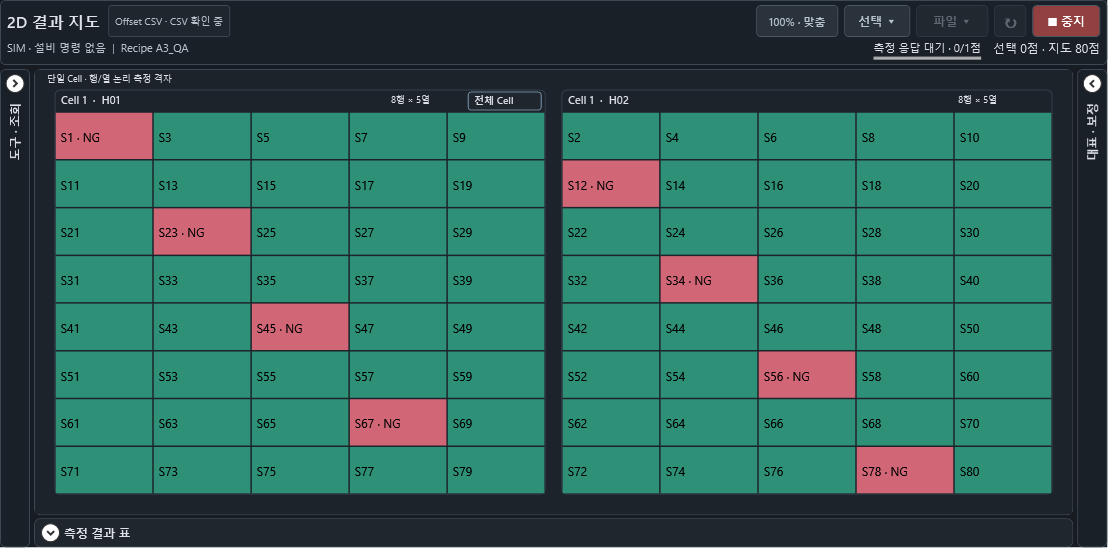 2D 결과 지도 Offset CSV · CSV 확인 중 100% · 맞춤 선택 파일 중지
SIM · 설비 명령 없음 | Recipe A3_QA 측정 응답 대기 · 0/1점 선택 0점 · 지도 80점
도구 · 조회
단일 Cell · 행/열 논리 측정 격자
Cell 1 · H01 8행 × 5열 전체 Cell
S1 · NG S3 S5 S7 S9
S11 S13 S15 S17 S19
S21 S23 · NG S25 S27 S29
S31 S33 S35 S37 S39
S41 S43 S45 · NG S47 S49
S51 S53 S55 S57 S59
S61 S63 S65 S67 · NG S69
S71 S73 S75 S77 S79
Cell 1 · H02 8행 × 5열
S2 S4 S6 S8 S10
S12 · NG S14 S16 S18 S20
S22 S24 S26 S28 S30
S32 S34 · NG S36 S38 S40
S42 S44 S46 S48 S50
S52 S54 S56 · NG S58 S60
S62 S64 S66 S68 S70
S72 S74 S76 S78 · NG S80
대표 · 보정
측정 결과 표